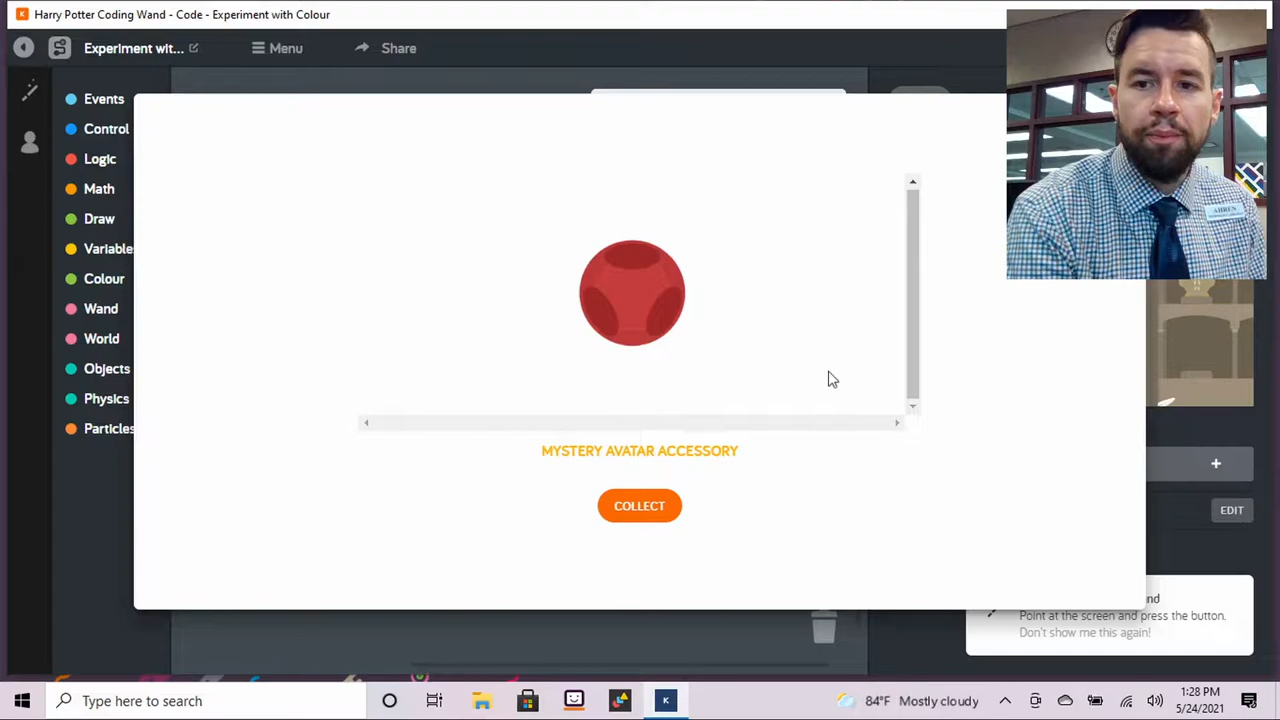 Harry Potter Coding Wand - Code - Experiment with Colour
Experiment wit...
Menu
Share
Events
Control
Logic
Math
Draw
Variable
Colour
Wand
World
Objects
Physics
Particles
MYSTERY AVATAR ACCESSORY
COLLECT
EDIT
nd
Point at the screen and press the button.
Don't show me this again!
AHREN
Type here to search
84°F Mostly cloudy
1:28 PM
5/24/2021